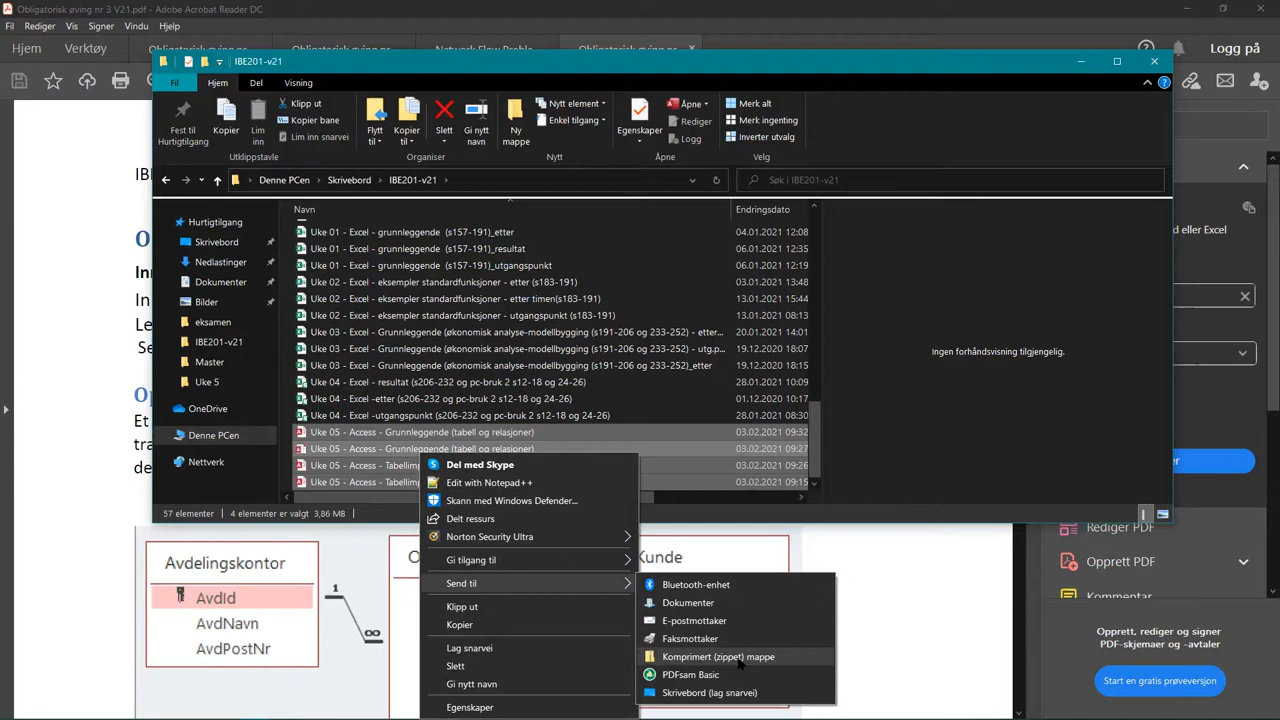 Obligatorisk øving nr 3 V21.pdf - Adobe Acrobat Reader DC
Fil Rediger Vis Signer Vindu Hjelp
Hjem Verktøy Logg på
IBE201-v21
Fil Hjem Del Visning
Fest til Hurtigtilgang
Kopier
Lim inn
Klipp ut
Kopier bane
Lim inn snarvei
Flytt til
Kopier til
Slett
Gi nytt navn
Ny mappe
Nytt element
Enkel tilgang
Egenskaper
Åpne
Rediger
Logg
Merk alt
Merk ingenting
Inverter utvalg
Utklippstavle Organiser Nytt Åpne Velg
Denne PCen Skrivebord IBE201-v21
Søk i IBE201-v21
Navn Endringsdato
Hurtigtilgang
Skrivebord
Nedlastinger
Dokumenter
Bilder
eksamen
IBE201-v21
Master
Uke 5
OneDrive
Denne PCen
Nettverk
Uke 01 - Excel - grunnleggende (s157-191)_etter 04.01.2021 12:08
Uke 01 - Excel - grunnleggende (s157-191)_resultat 06.01.2021 12:35
Uke 01 - Excel - grunnleggende (s157-191)_utgangspunkt 06.01.2021 12:19
Uke 02 - Excel - eksempler standardfunksjoner - etter (s183-191) 03.01.2021 13:48
Uke 02 - Excel - eksempler standardfunksjoner - etter timen(s183-191) 13.01.2021 15:44
Uke 02 - Excel - eksempler standardfunksjoner - utgangspunkt (s183-191) 13.01.2021 08:13
Uke 03 - Excel - Grunnleggende (økonomisk analyse-modellbygging (s191-206 og 233-252) - etter... 20.01.2021 14:01
Uke 03 - Excel - Grunnleggende (økonomisk analyse-modellbygging (s191-206 og 233-252) - utg.p... 19.12.2020 18:07
Uke 03 - Excel - Grunnleggende (økonomisk analyse-modellbygging (s191-206 og 233-252)_etter 19.12.2020 18:15
Uke 04 - Excel - resultat (s206-232 og pc-bruk 2 s12-18 og 24-26) 28.01.2021 10:09
Uke 04 - Excel -etter (s206-232 og pc-bruk 2 s12-18 og 24-26) 01.12.2020 10:17
Uke 04 - Excel -utgangspunkt (s206-232 og pc-bruk 2 s12-18 og 24-26) 28.01.2021 08:30
Uke 05 - Access - Grunnleggende (tabell og relasjoner) 03.02.2021 09:32
Uke 05 - Access - Grunnleggende (tabell og relasjoner) 03.02.2021 09:27
Uke 05 - Access - Tabellimp 03.02.2021 09:26
Uke 05 - Access - Tabellimp 03.02.2021 09:15
Ingen forhåndsvisning tilgjengelig.
57 elementer 4 elementer er valgt 3,86 MB
Del med Skype
Edit with Notepad++
Skann med Windows Defender...
Delt ressurs
Norton Security Ultra
Gi tilgang til
Send til
Klipp ut
Kopier
Lag snarvei
Slett
Gi nytt navn
Egenskaper
Bluetooth-enhet
Dokumenter
E-postmottaker
Faksmottaker
Komprimert (zippet) mappe
PDFsam Basic
Skrivebord (lag snarvei)
Avdelingskontor
AvdId
AvdNavn
AvdPostNr
1
∞
Kunde
d eller Excel
Rediger PDF
Opprett PDF
Kommentar
Opprett, rediger og signer
PDF-skjemaer og -avtaler
Start en gratis prøveversjon